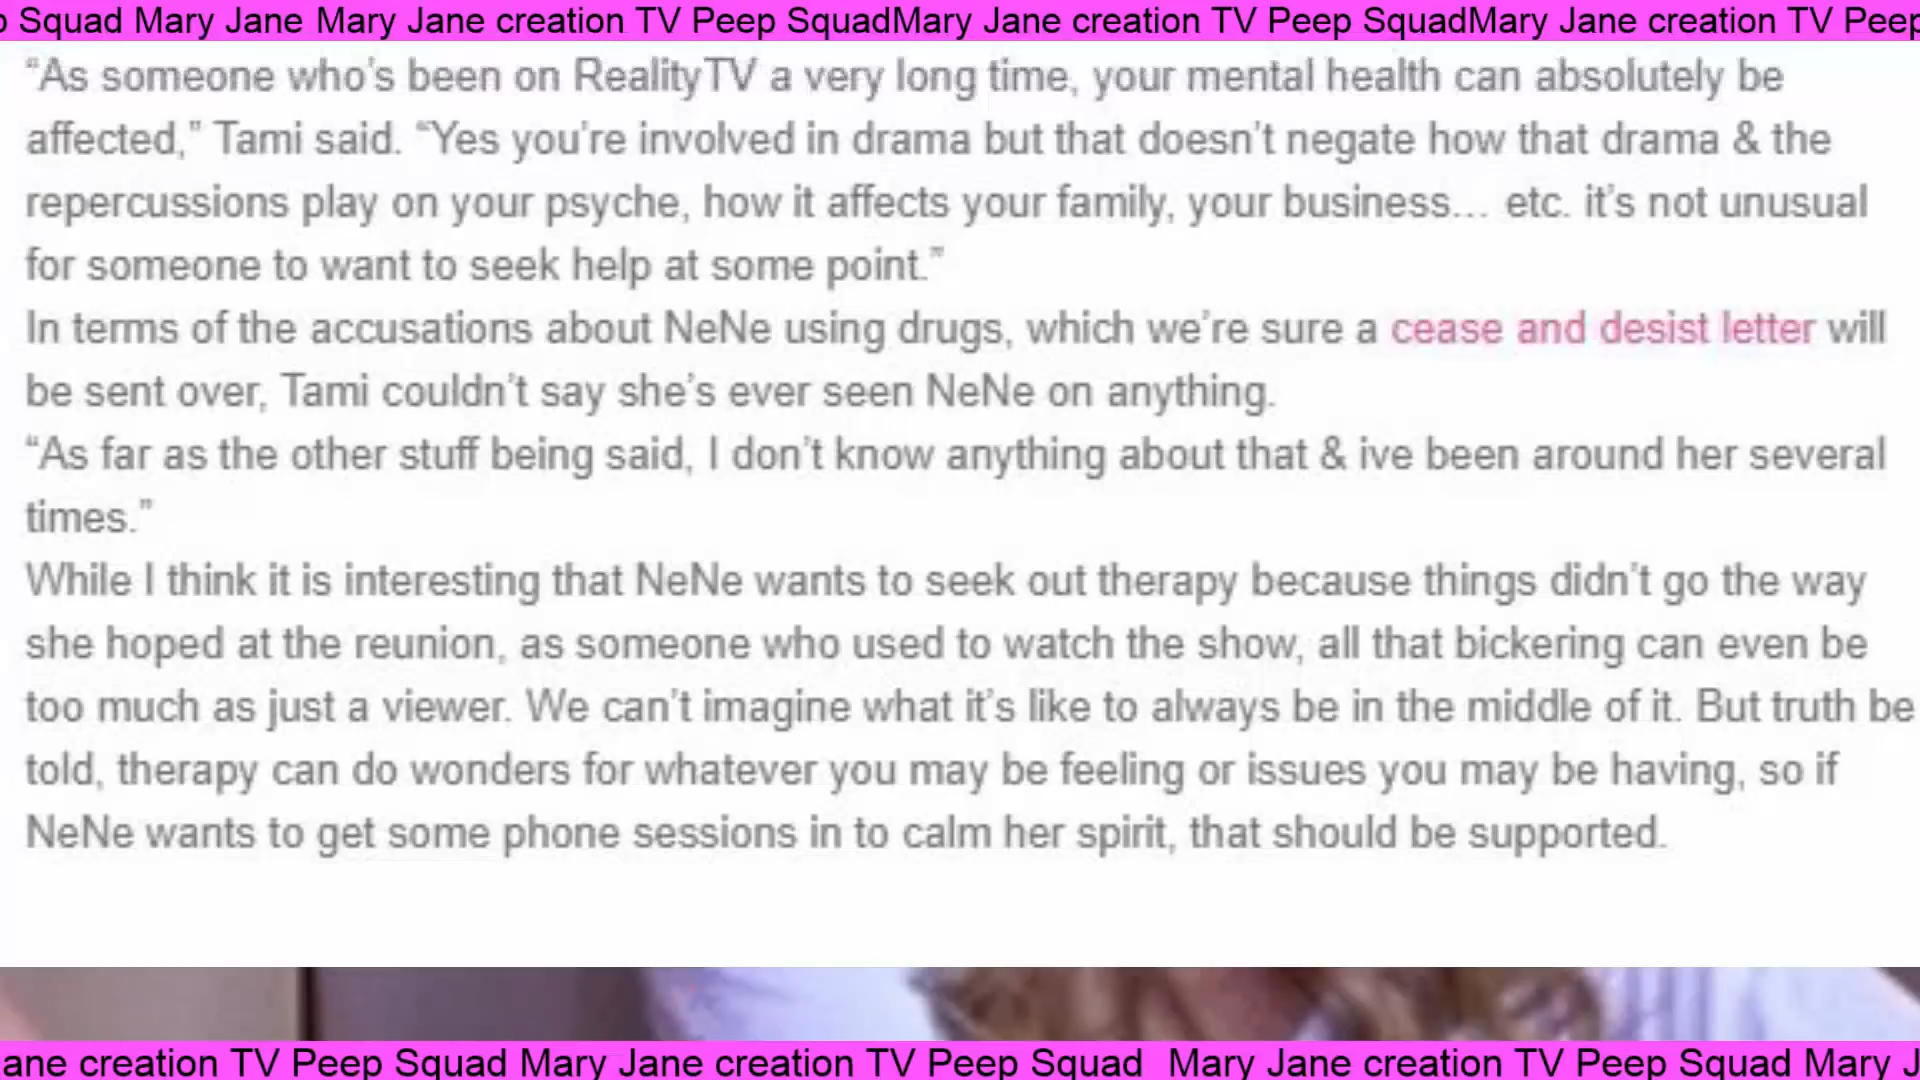 Squad Mary Jane Mary Jane creation TV Peep SquadMary Jane creation TV Peep SquadMary Jane creation TV Peep
“As someone who’s been on RealityTV a very long time, your mental health can absolutely be
affected,” Tami said. “Yes you’re involved in drama but that doesn’t negate how that drama & the
repercussions play on your psyche, how it affects your family, your business… etc. it’s not unusual
for someone to want to seek help at some point.”
In terms of the accusations about NeNe using drugs, which we’re sure a cease and desist letter will
be sent over, Tami couldn’t say she’s ever seen NeNe on anything.
“As far as the other stuff being said, I don’t know anything about that & ive been around her several
times.”
While I think it is interesting that NeNe wants to seek out therapy because things didn’t go the way
she hoped at the reunion, as someone who used to watch the show, all that bickering can even be
too much as just a viewer. We can’t imagine what it’s like to always be in the middle of it. But truth be
told, therapy can do wonders for whatever you may be feeling or issues you may be having, so if
NeNe wants to get some phone sessions in to calm her spirit, that should be supported.
ane creation TV Peep Squad Mary Jane creation TV Peep Squad Mary Jane creation TV Peep Squad Mary J